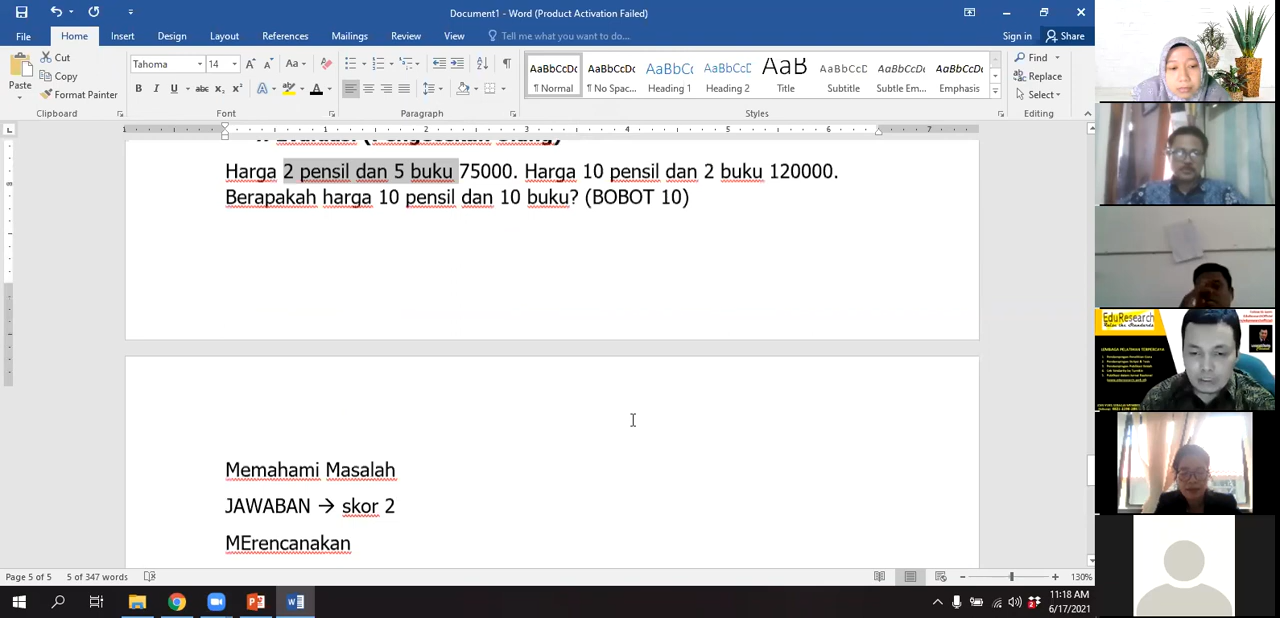 Document1 - Word (Product Activation Failed)
File Home Insert Design Layout References Mailings Review View Tell me what you want to do... Sign in Share
Paste
Cut
Copy
Format Painter
Clipboard
Tahoma 14
Font
Paragraph
AaBbCcDc AaBbCcDc AaBbCcD AaBbCcD AaB AaBbCcD AaBbCcDc AaBbCcDc
¶ Normal ¶ No Spac... Heading 1 Heading 2 Title Subtitle Subtle Em... Emphasis
Styles
Find
Replace
Select
Editing
Harga 2 pensil dan 5 buku 75000. Harga 10 pensil dan 2 buku 120000.
Berapakah harga 10 pensil dan 10 buku? (BOBOT 10)
Memahami Masalah
JAWABAN → skor 2
MErencanakan
Page 5 of 5 5 of 347 words
130%
11:18 AM
6/17/2021
EduResearch